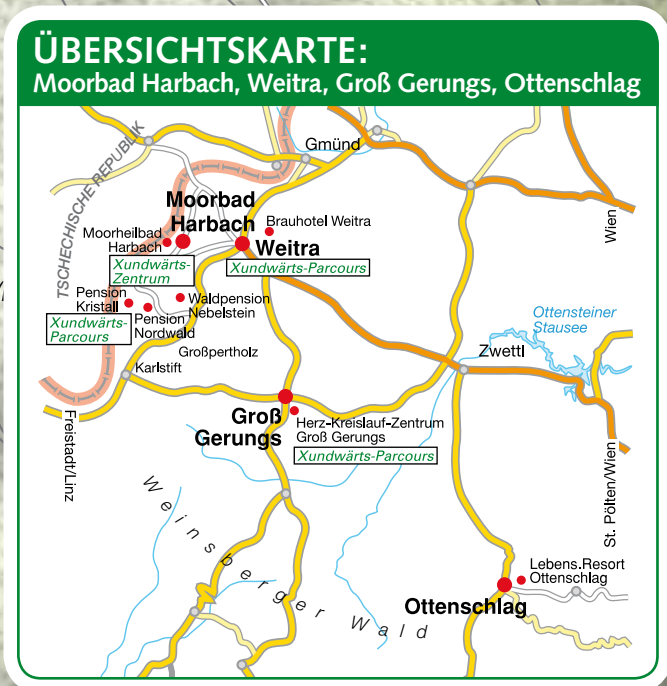 ÜBERSICHTSKARTE:
Moorbad Harbach, Weitra, Groß Gerungs, Ottenschlag
TSCHECHISCHE REPUBLIK
Gmünd
Moorbad
Harbach
Brauhotel Weitra
Moorheilbad
Harbach
Weitra
Wien
Xundwärts-
Zentrum
Xundwärts-Parcours
Pension
Kristall
Waldpension
Nebelstein
Xundwärts-
Parcours
Pension
Nordwald
Ottensteiner
Stausee
Großpertholz
Zwettl
Karlstift
Freistadt/Linz
Groß
Gerungs
Herz-Kreislauf-Zentrum
Groß Gerungs
Xundwärts-Parcours
St. Pölten/Wien
Weinsberger Wald
Lebens.Resort
Ottenschlag
Ottenschlag